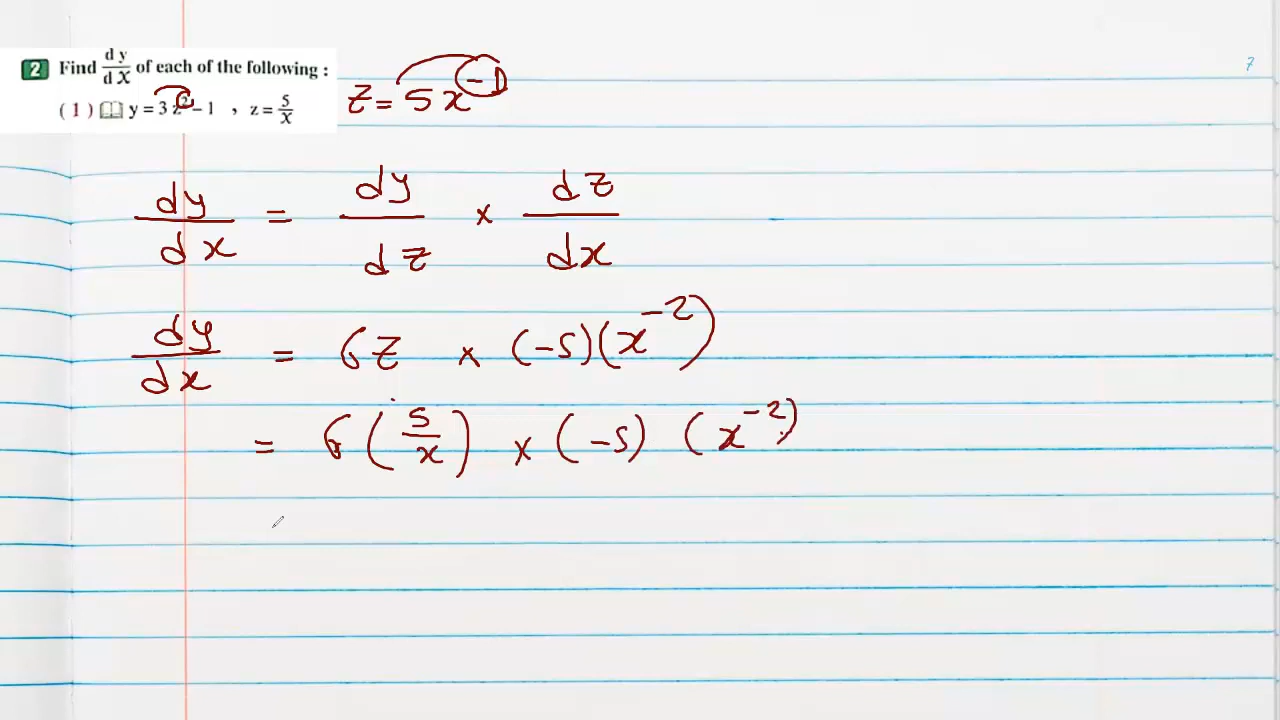 2 Find dy/dx of each of the following :
(1) y = 3z² − 1 , z = 5/x
z = 5x⁻¹
7
dy/dx = dy/dz × dz/dx
dy/dx = 6z × (−5)(x⁻²)
= 6(5/x) × (−5) (x⁻²)